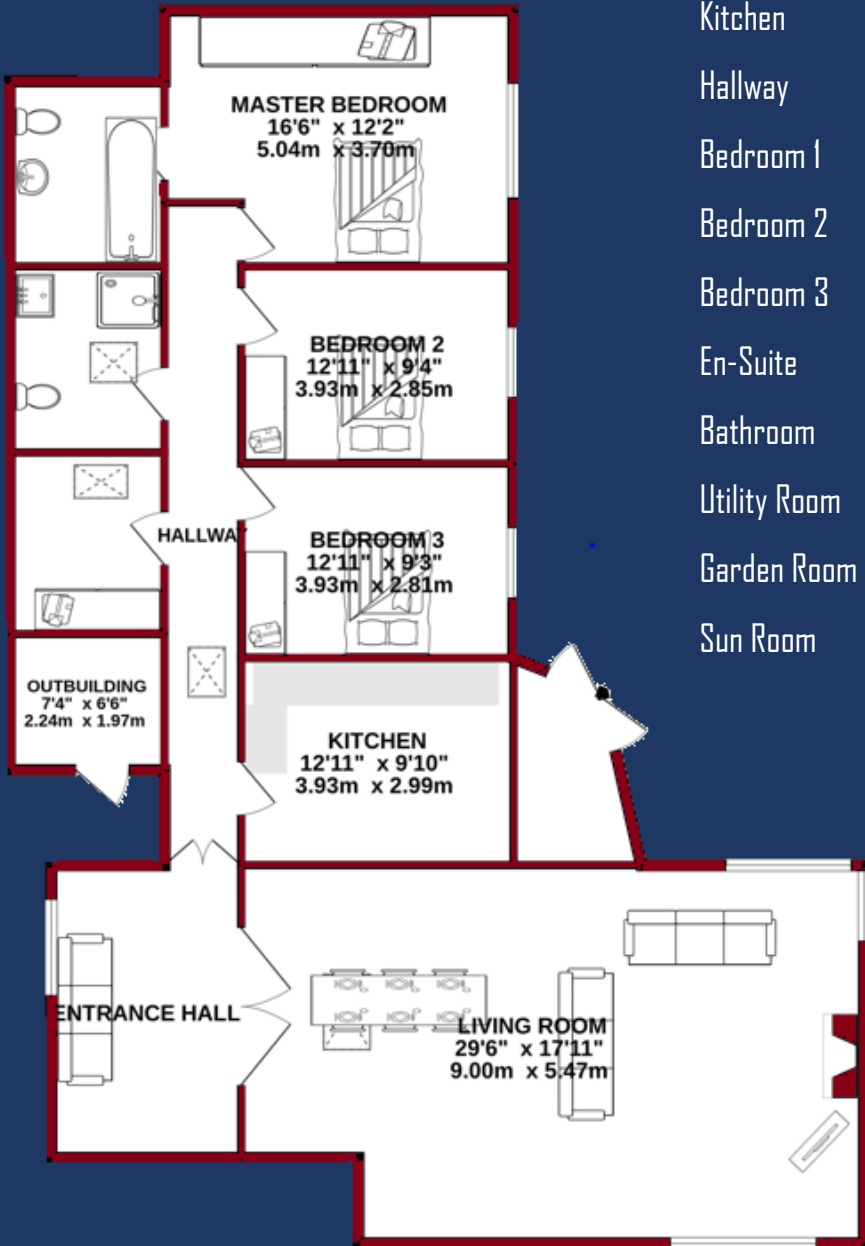 MASTER BEDROOM
16'6" x 12'2"
5.04m x 3.70m
BEDROOM 2
12'11" x 9'4"
3.93m x 2.85m
HALLWAY
BEDROOM 3
12'11" x 9'3"
3.93m x 2.81m
OUTBUILDING
7'4" x 6'6"
2.24m x 1.97m
KITCHEN
12'11" x 9'10"
3.93m x 2.99m
ENTRANCE HALL
LIVING ROOM
29'6" x 17'11"
9.00m x 5.47m
Kitchen
Hallway
Bedroom 1
Bedroom 2
Bedroom 3
En-Suite
Bathroom
Utility Room
Garden Room
Sun Room